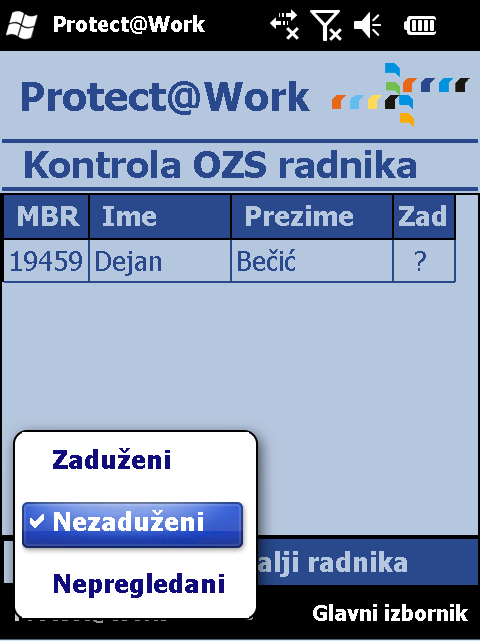 Protect@Work
Protect@Work
Kontrola OZS radnika
MBR Ime Prezime Zad
19459 Dejan Bečić ?
Zaduženi
Nezaduženi
Nepregledani
alji radnika
Glavni izbornik